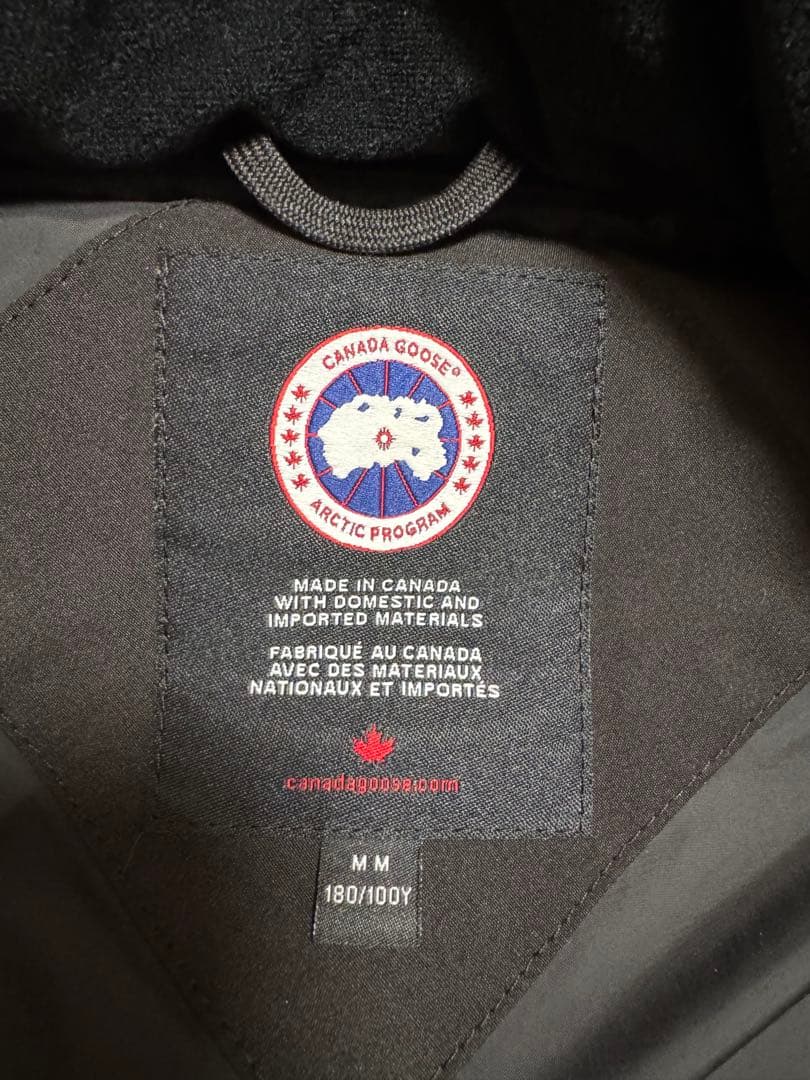 CANADA GOOSE®
ARCTIC PROGRAM
MADE IN CANADA
WITH DOMESTIC AND
IMPORTED MATERIALS
FABRIQUÉ AU CANADA
AVEC DES MATERIAUX
NATIONAUX ET IMPORTÉS
canadagoose.com
M M
180/100Y